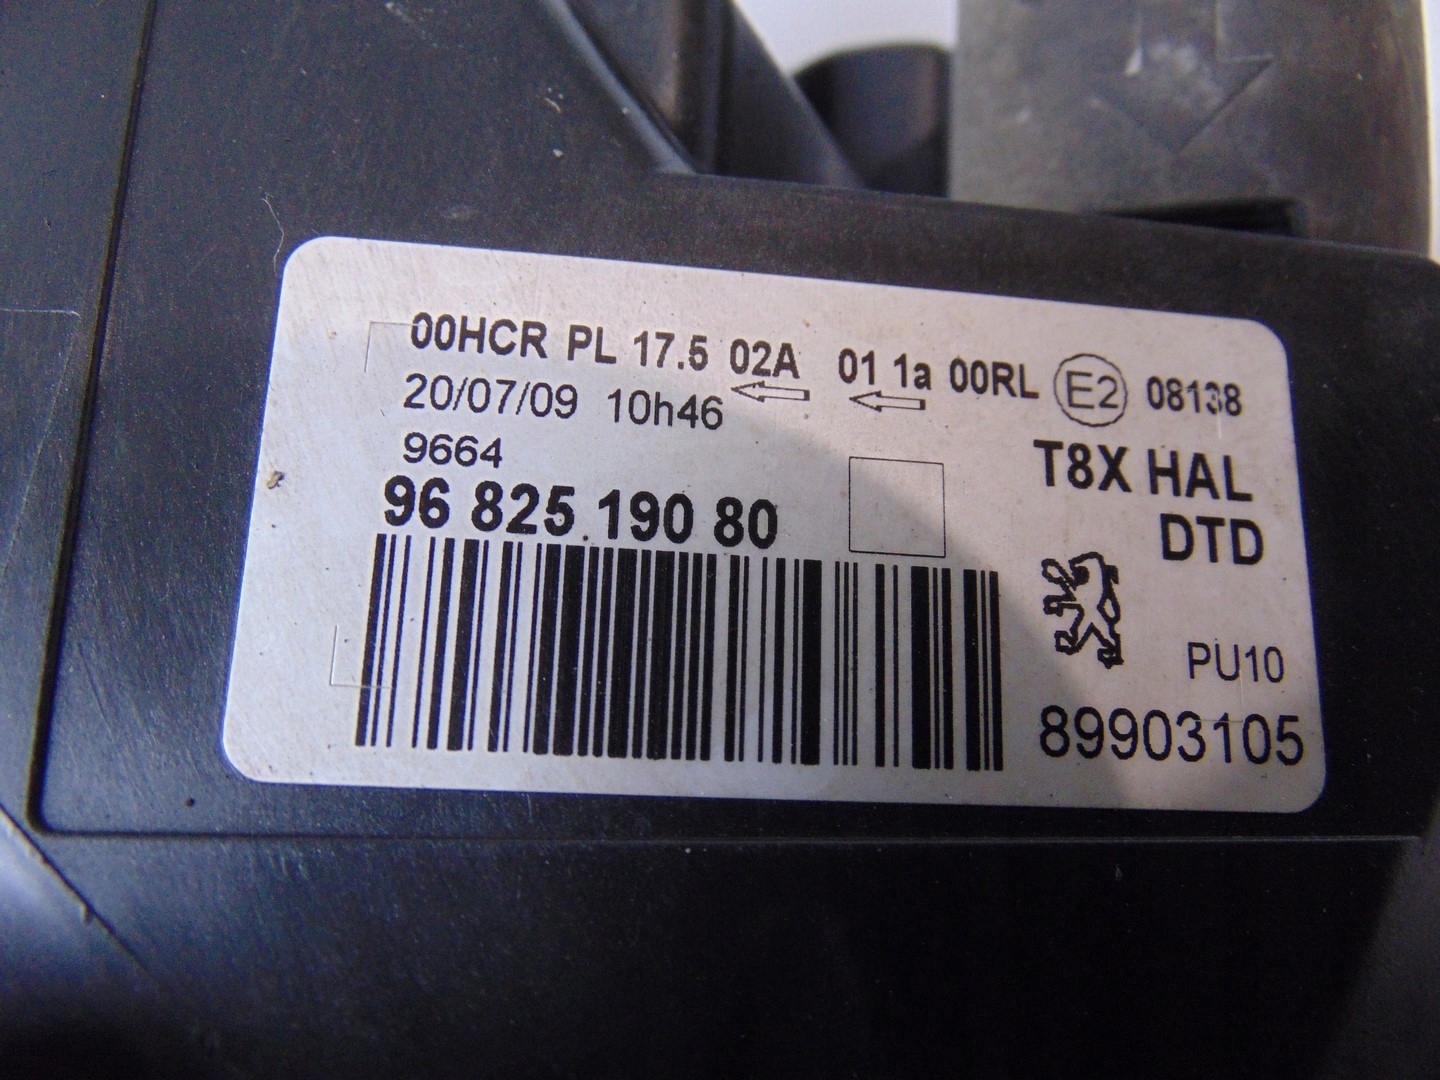 00HCR PL 17.5 02A 01 1a 00RL E2 08138
20/07/09 10h46
9664
T8X HAL
96 825 190 80
DTD
PU10
89903105